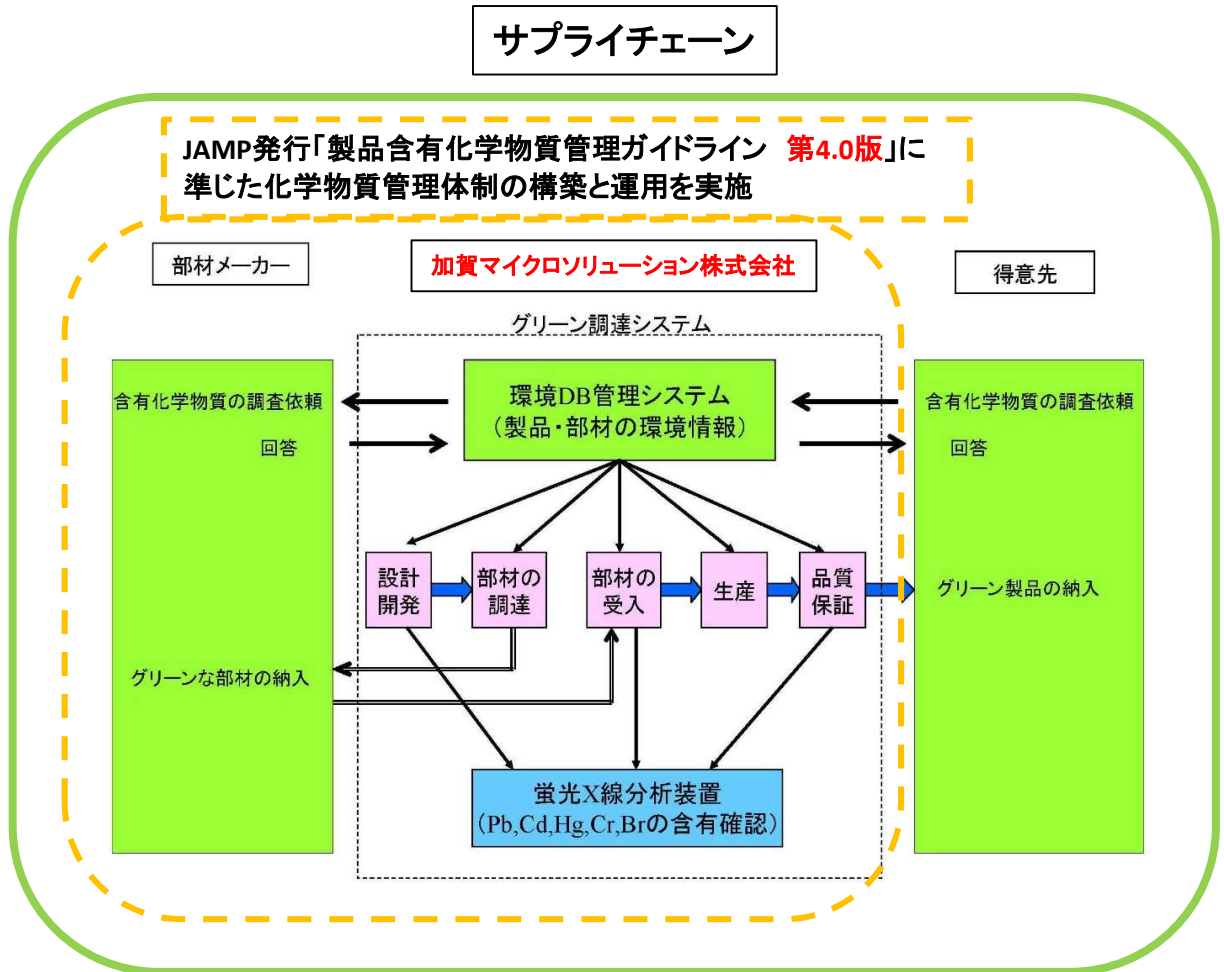 サプライチェーン
JAMP発行「製品含有化学物質管理ガイドライン　第4.0版」に
準じた化学物質管理体制の構築と運用を実施
部材メーカー
加賀マイクロソリューション株式会社
得意先
グリーン調達システム
環境DB管理システム
（製品・部材の環境情報）
含有化学物質の調査依頼
回答
含有化学物質の調査依頼
回答
設計
開発
部材の
調達
部材の
受入
生産
品質
保証
グリーン製品の納入
グリーンな部材の納入
蛍光X線分析装置
(Pb,Cd,Hg,Cr,Brの含有確認)